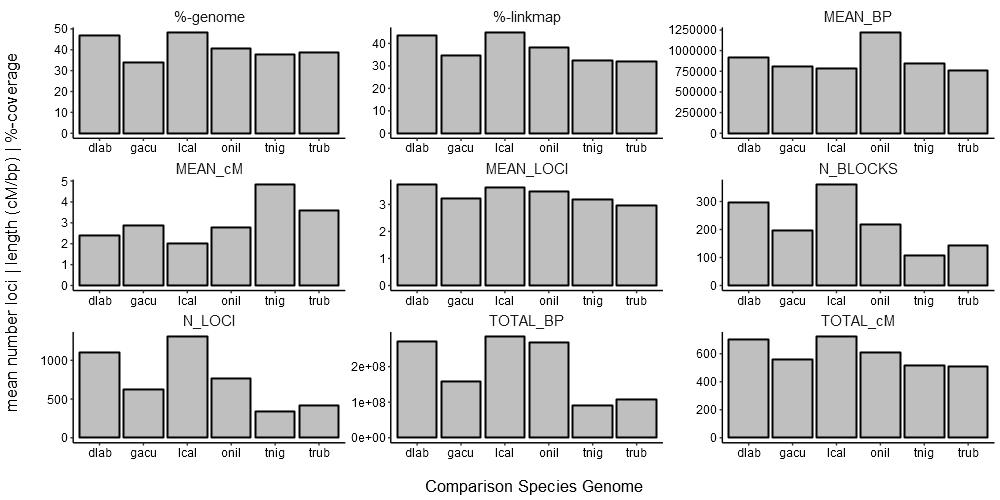 %-genome
%-linkmap
MEAN_BP
50
40
30
20
10
0
dlab gacu lcal onil tnig trub
40
30
20
10
0
dlab gacu lcal onil tnig trub
1250000
1000000
750000
500000
250000
0
dlab gacu lcal onil tnig trub
MEAN_cM
MEAN_LOCI
N_BLOCKS
5
4
3
2
1
0
dlab gacu lcal onil tnig trub
3
2
1
0
dlab gacu lcal onil tnig trub
300
200
100
0
dlab gacu lcal onil tnig trub
N_LOCI
TOTAL_BP
TOTAL_cM
1000
500
0
dlab gacu lcal onil tnig trub
2e+08
1e+08
0e+00
dlab gacu lcal onil tnig trub
600
400
200
0
dlab gacu lcal onil tnig trub
mean number loci | length (cM/bp) | %-coverage
Comparison Species Genome